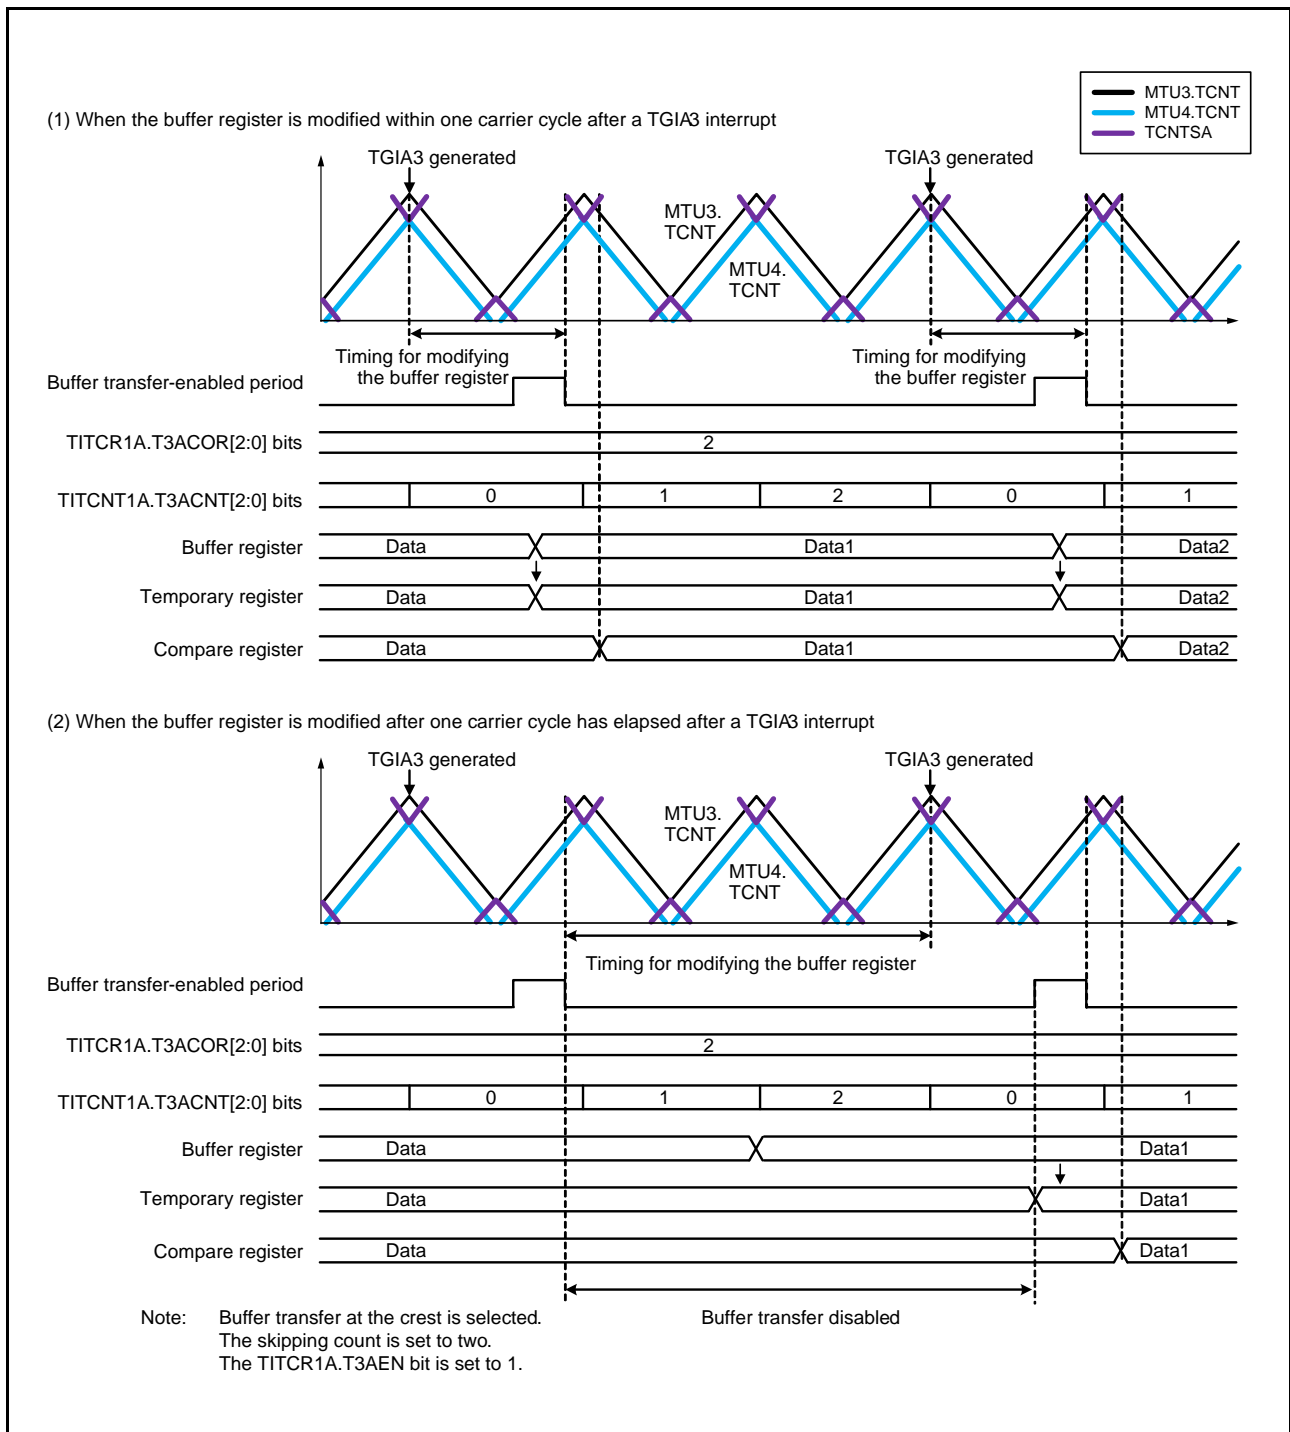 MTU3.TCNT
MTU4.TCNT
TCNTSA
(1) When the buffer register is modified within one carrier cycle after a TGIA3 interrupt
TGIA3 generated
TGIA3 generated
MTU3.
TCNT
MTU4.
TCNT
Timing for modifying
the buffer register
Timing for modifying
the buffer register
Buffer transfer-enabled period
TITCR1A.T3ACOR[2:0] bits
2
TITCNT1A.T3ACNT[2:0] bits
0 1 2 0 1
Buffer register
Data Data1 Data2
Temporary register
Data Data1 Data2
Compare register
Data Data1 Data2
(2) When the buffer register is modified after one carrier cycle has elapsed after a TGIA3 interrupt
TGIA3 generated
TGIA3 generated
MTU3.
TCNT
MTU4.
TCNT
Timing for modifying the buffer register
Buffer transfer-enabled period
TITCR1A.T3ACOR[2:0] bits
2
TITCNT1A.T3ACNT[2:0] bits
0 1 2 0 1
Buffer register
Data Data1
Temporary register
Data Data1
Compare register
Data Data1
Buffer transfer disabled
Note: Buffer transfer at the crest is selected.
The skipping count is set to two.
The TITCR1A.T3AEN bit is set to 1.